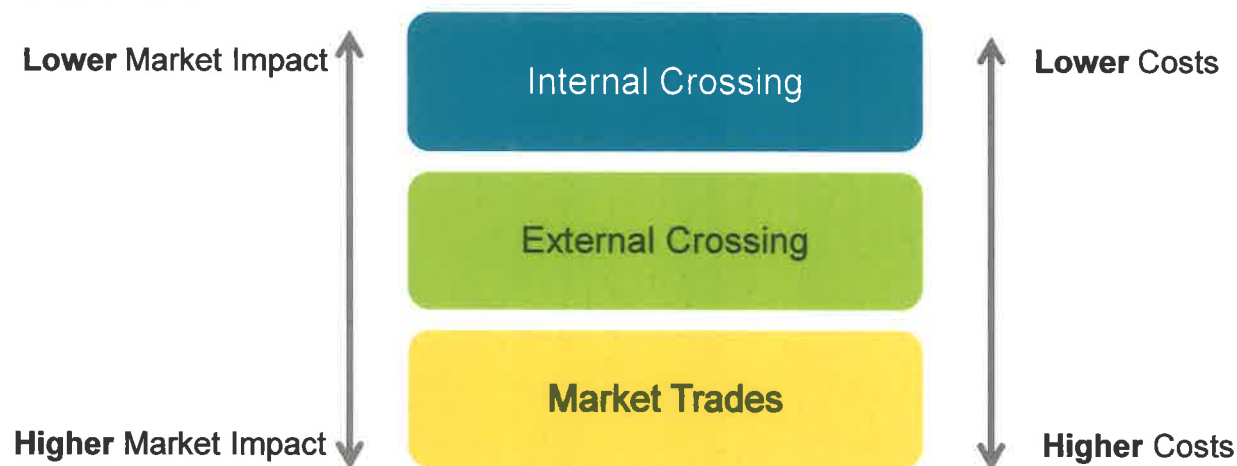 Lower Market Impact
Internal Crossing
Lower Costs
External Crossing
Market Trades
Higher Market Impact
Higher Costs